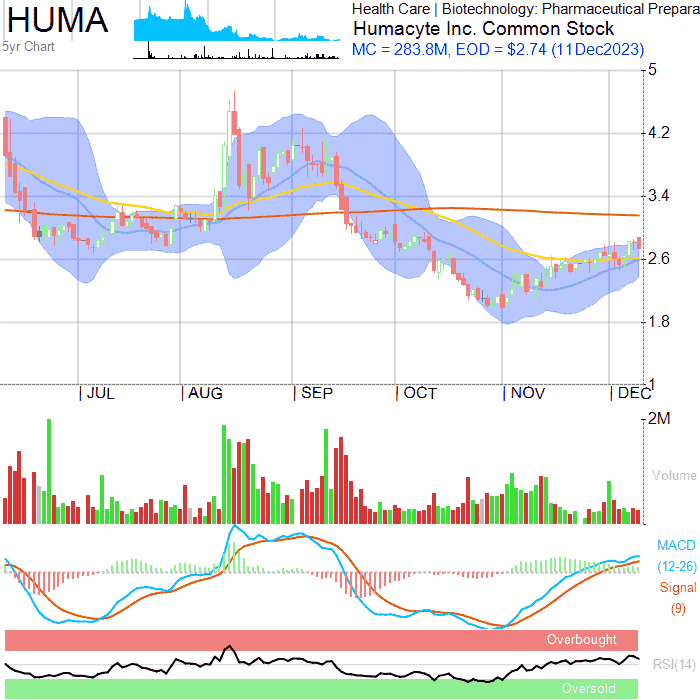 HUMA
5yr Chart
Health Care | Biotechnology: Pharmaceutical Prepara
Humacyte Inc. Common Stock
MC = 283.8M, EOD = $2.74 (11Dec2023)
5
4.2
3.4
2.6
1.8
1
| JUL | AUG | SEP | OCT | NOV | DEC
2M
Volume
MACD
(12-26)
Signal
(9)
Overbought
RSI(14)
Oversold